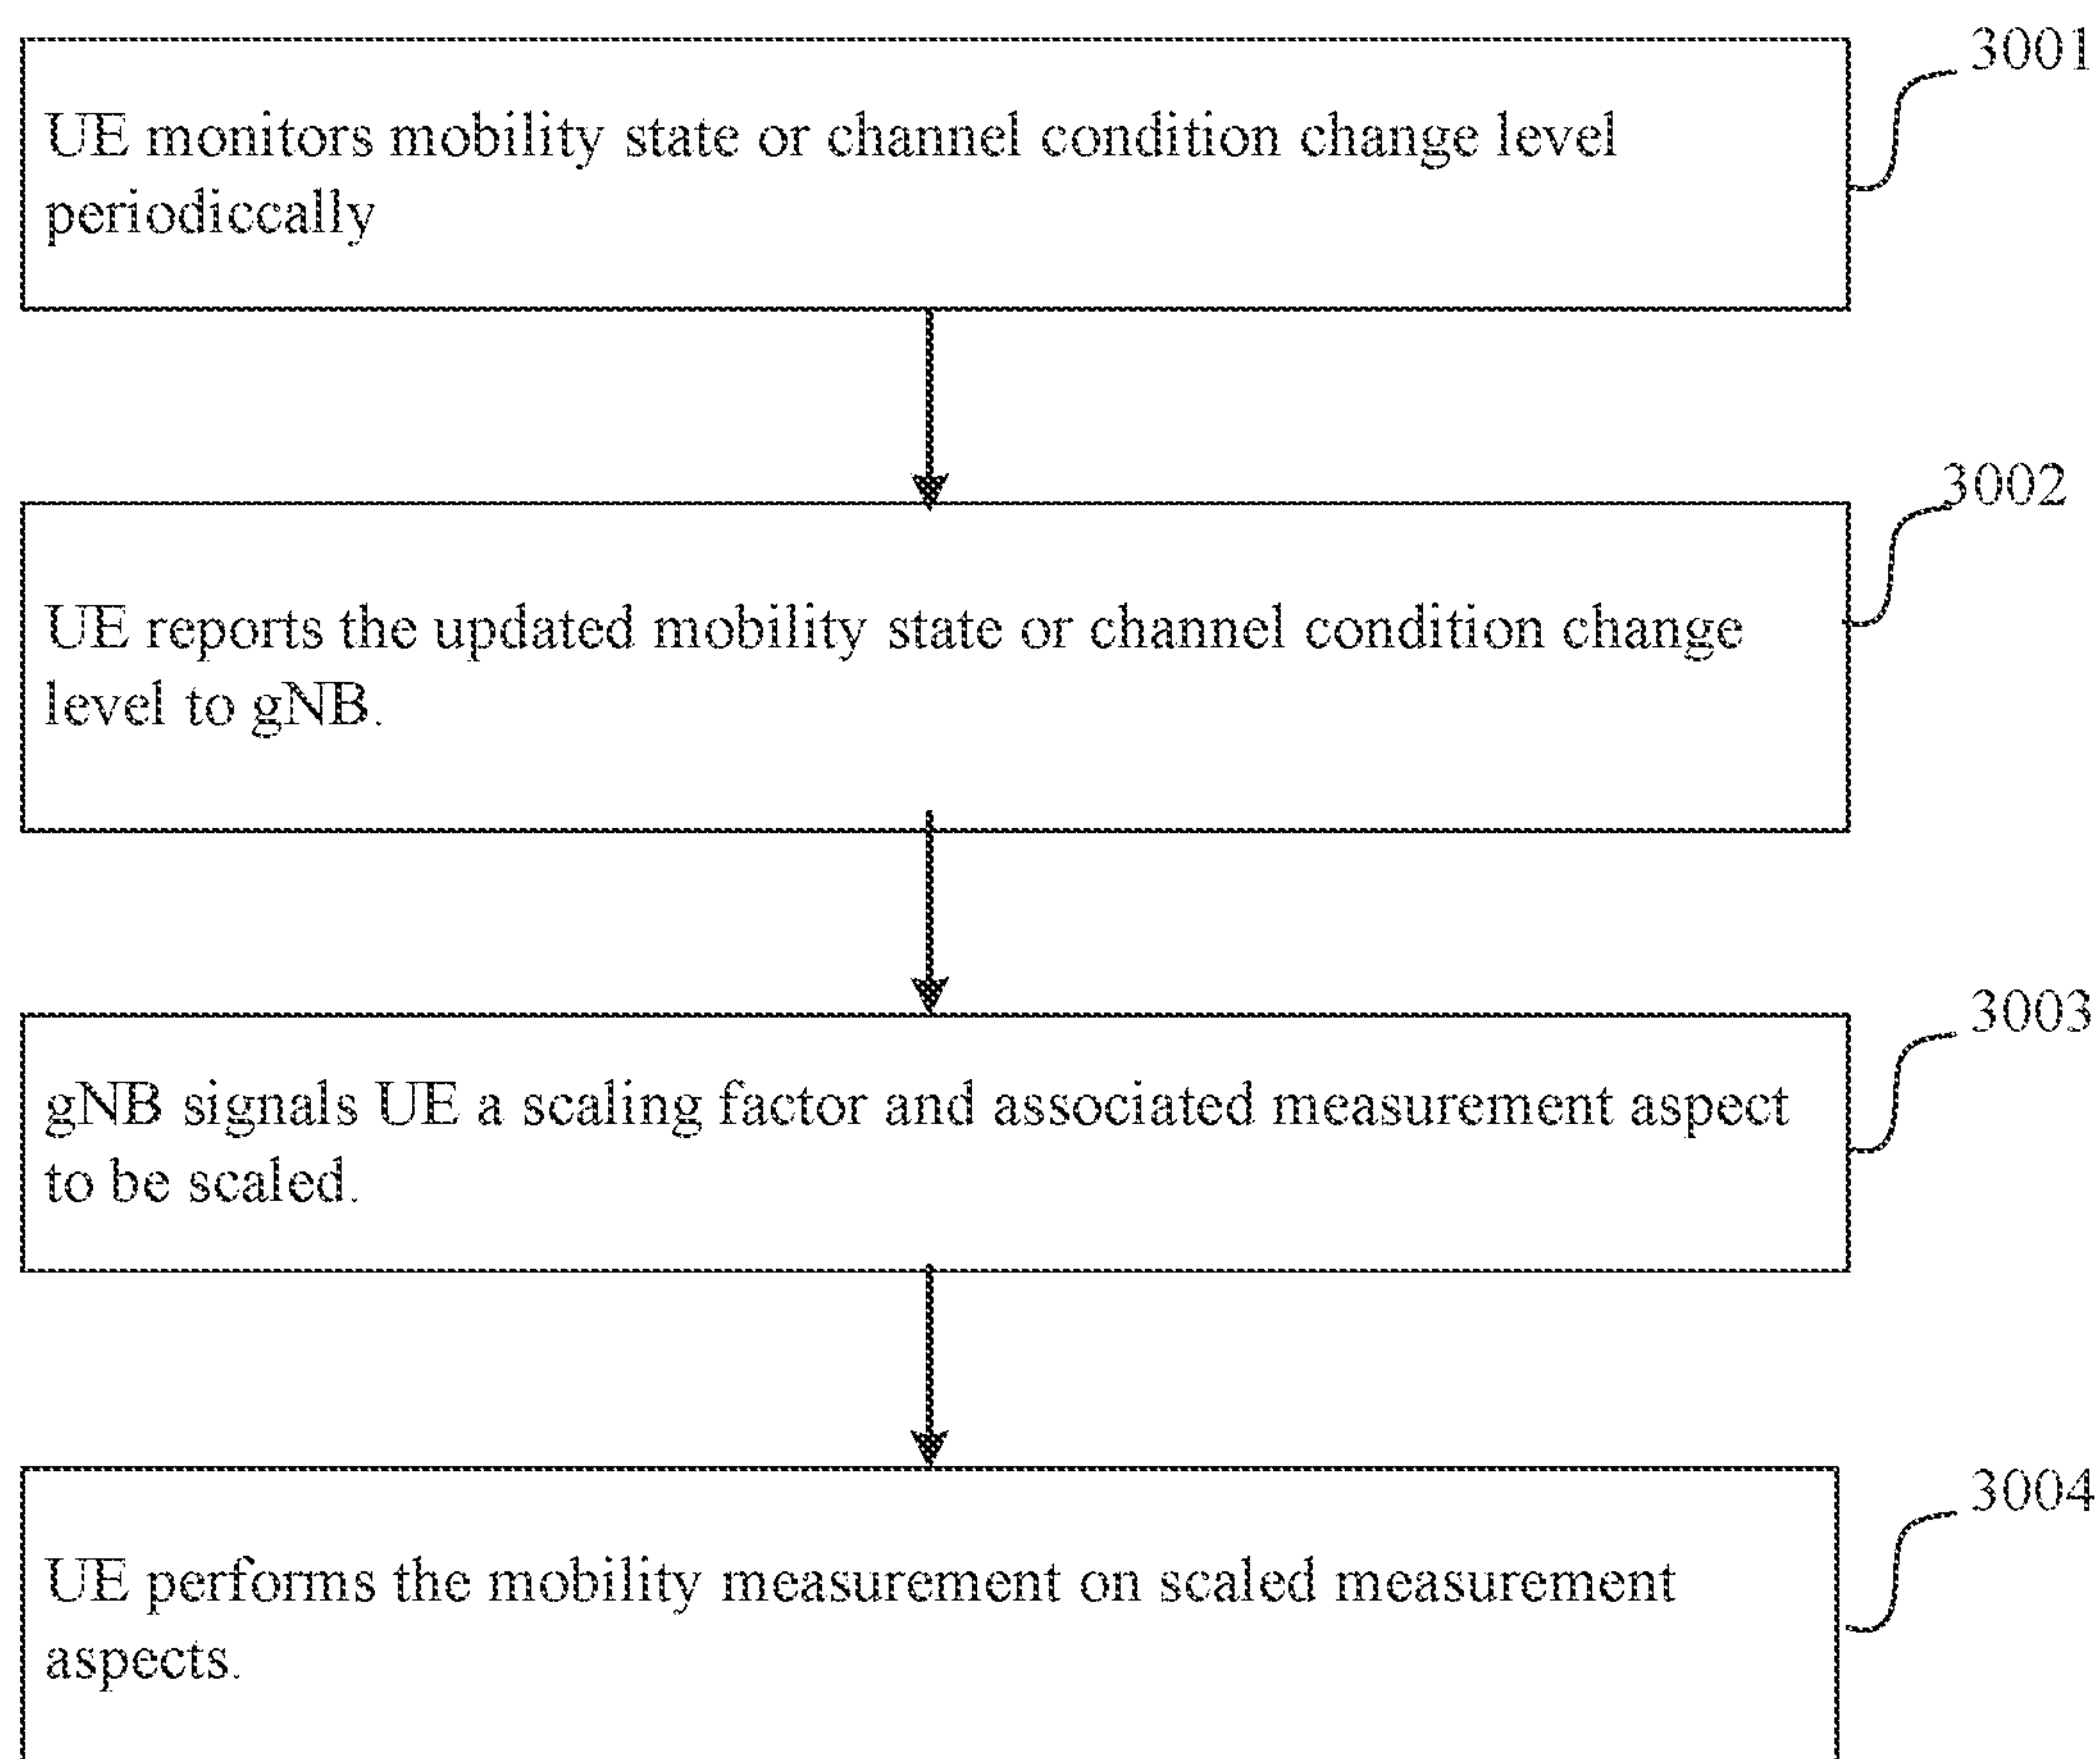 3001
UE monitors mobility state or channel condition change level
periodiccally
3002
UE reports the updated mobility state or channel condition change
level to gNB.
3003
gNB signals UE a scaling factor and associated measurement aspect
to be scaled.
3004
UE performs the mobility measurement on scaled measurement
aspects.